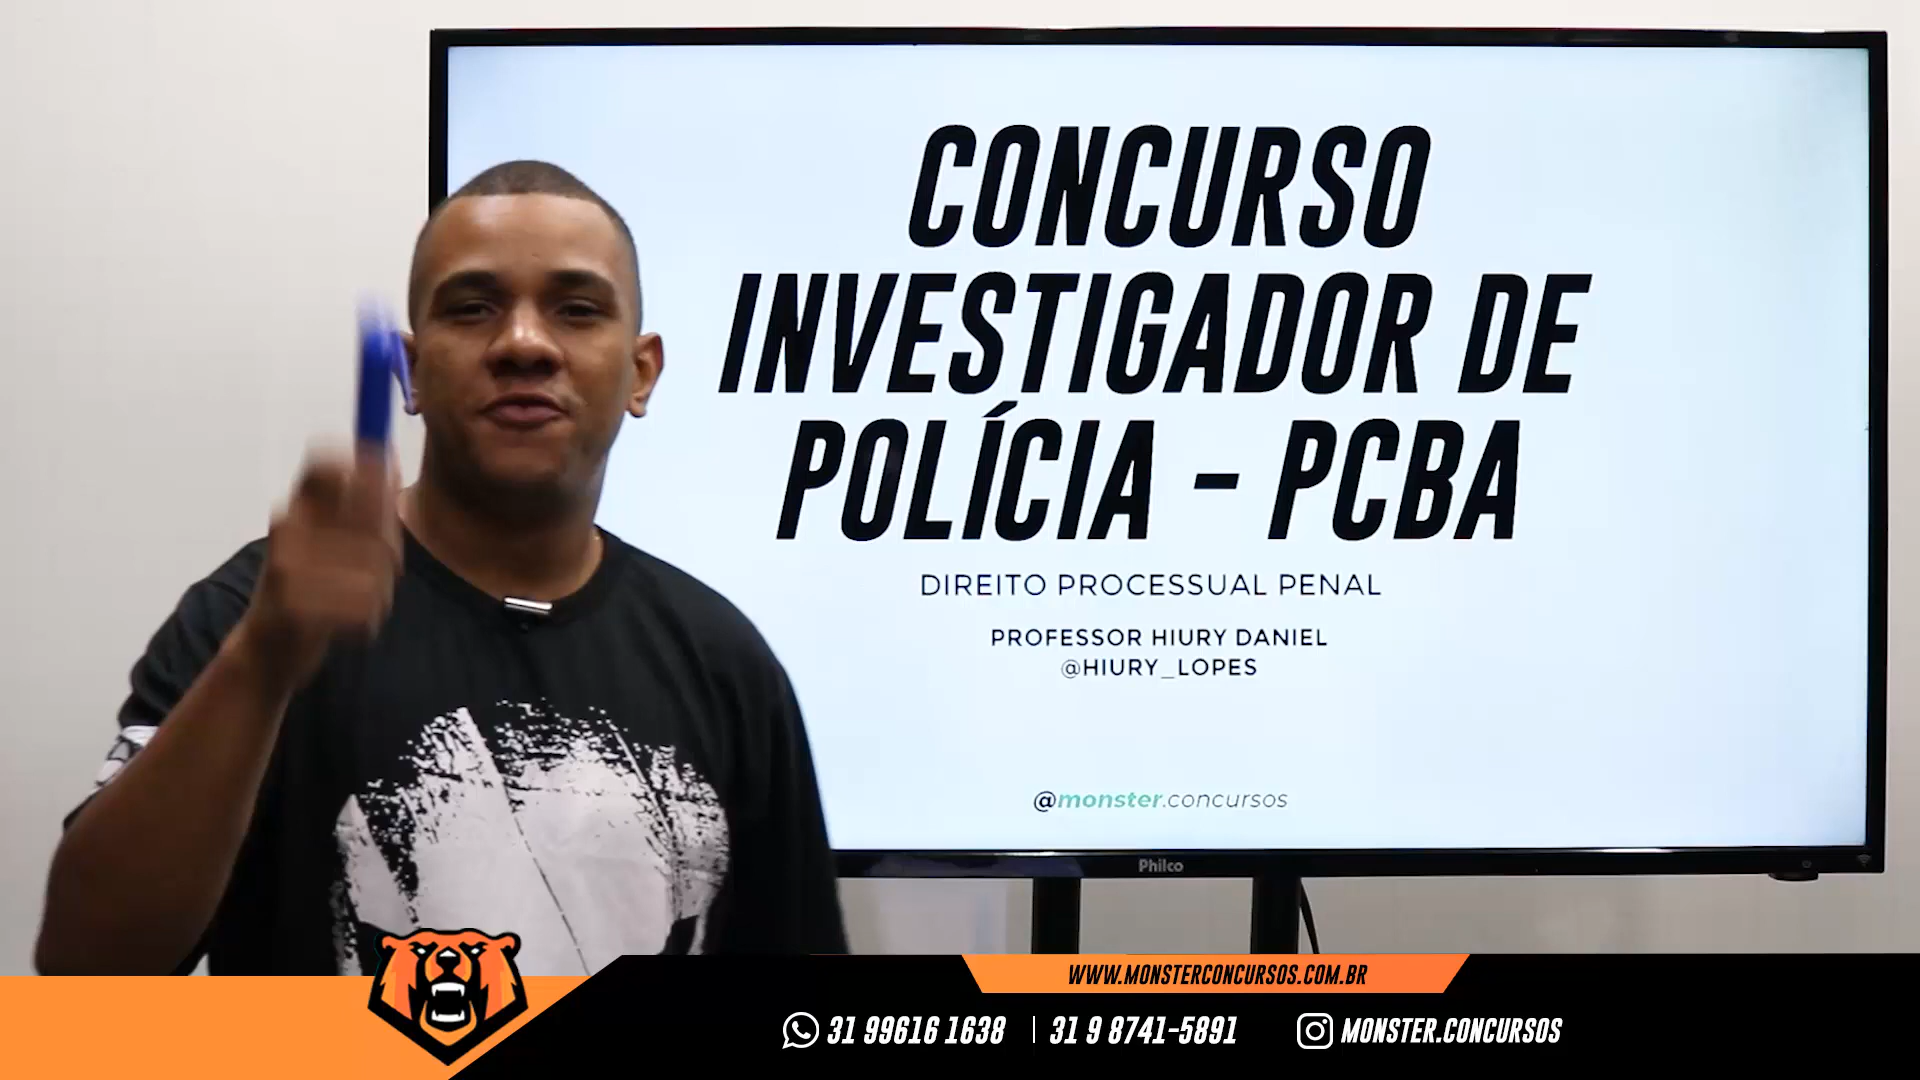 CONCURSO
INVESTIGADOR DE
POLÍCIA - PCBA
DIREITO PROCESSUAL PENAL
PROFESSOR HIURY DANIEL
@HIURY_LOPES
@monster.concursos
Philco
WWW.MONSTERCONCURSOS.COM.BR
31 99616 1638 | 31 9 8741-5891
MONSTER.CONCURSOS